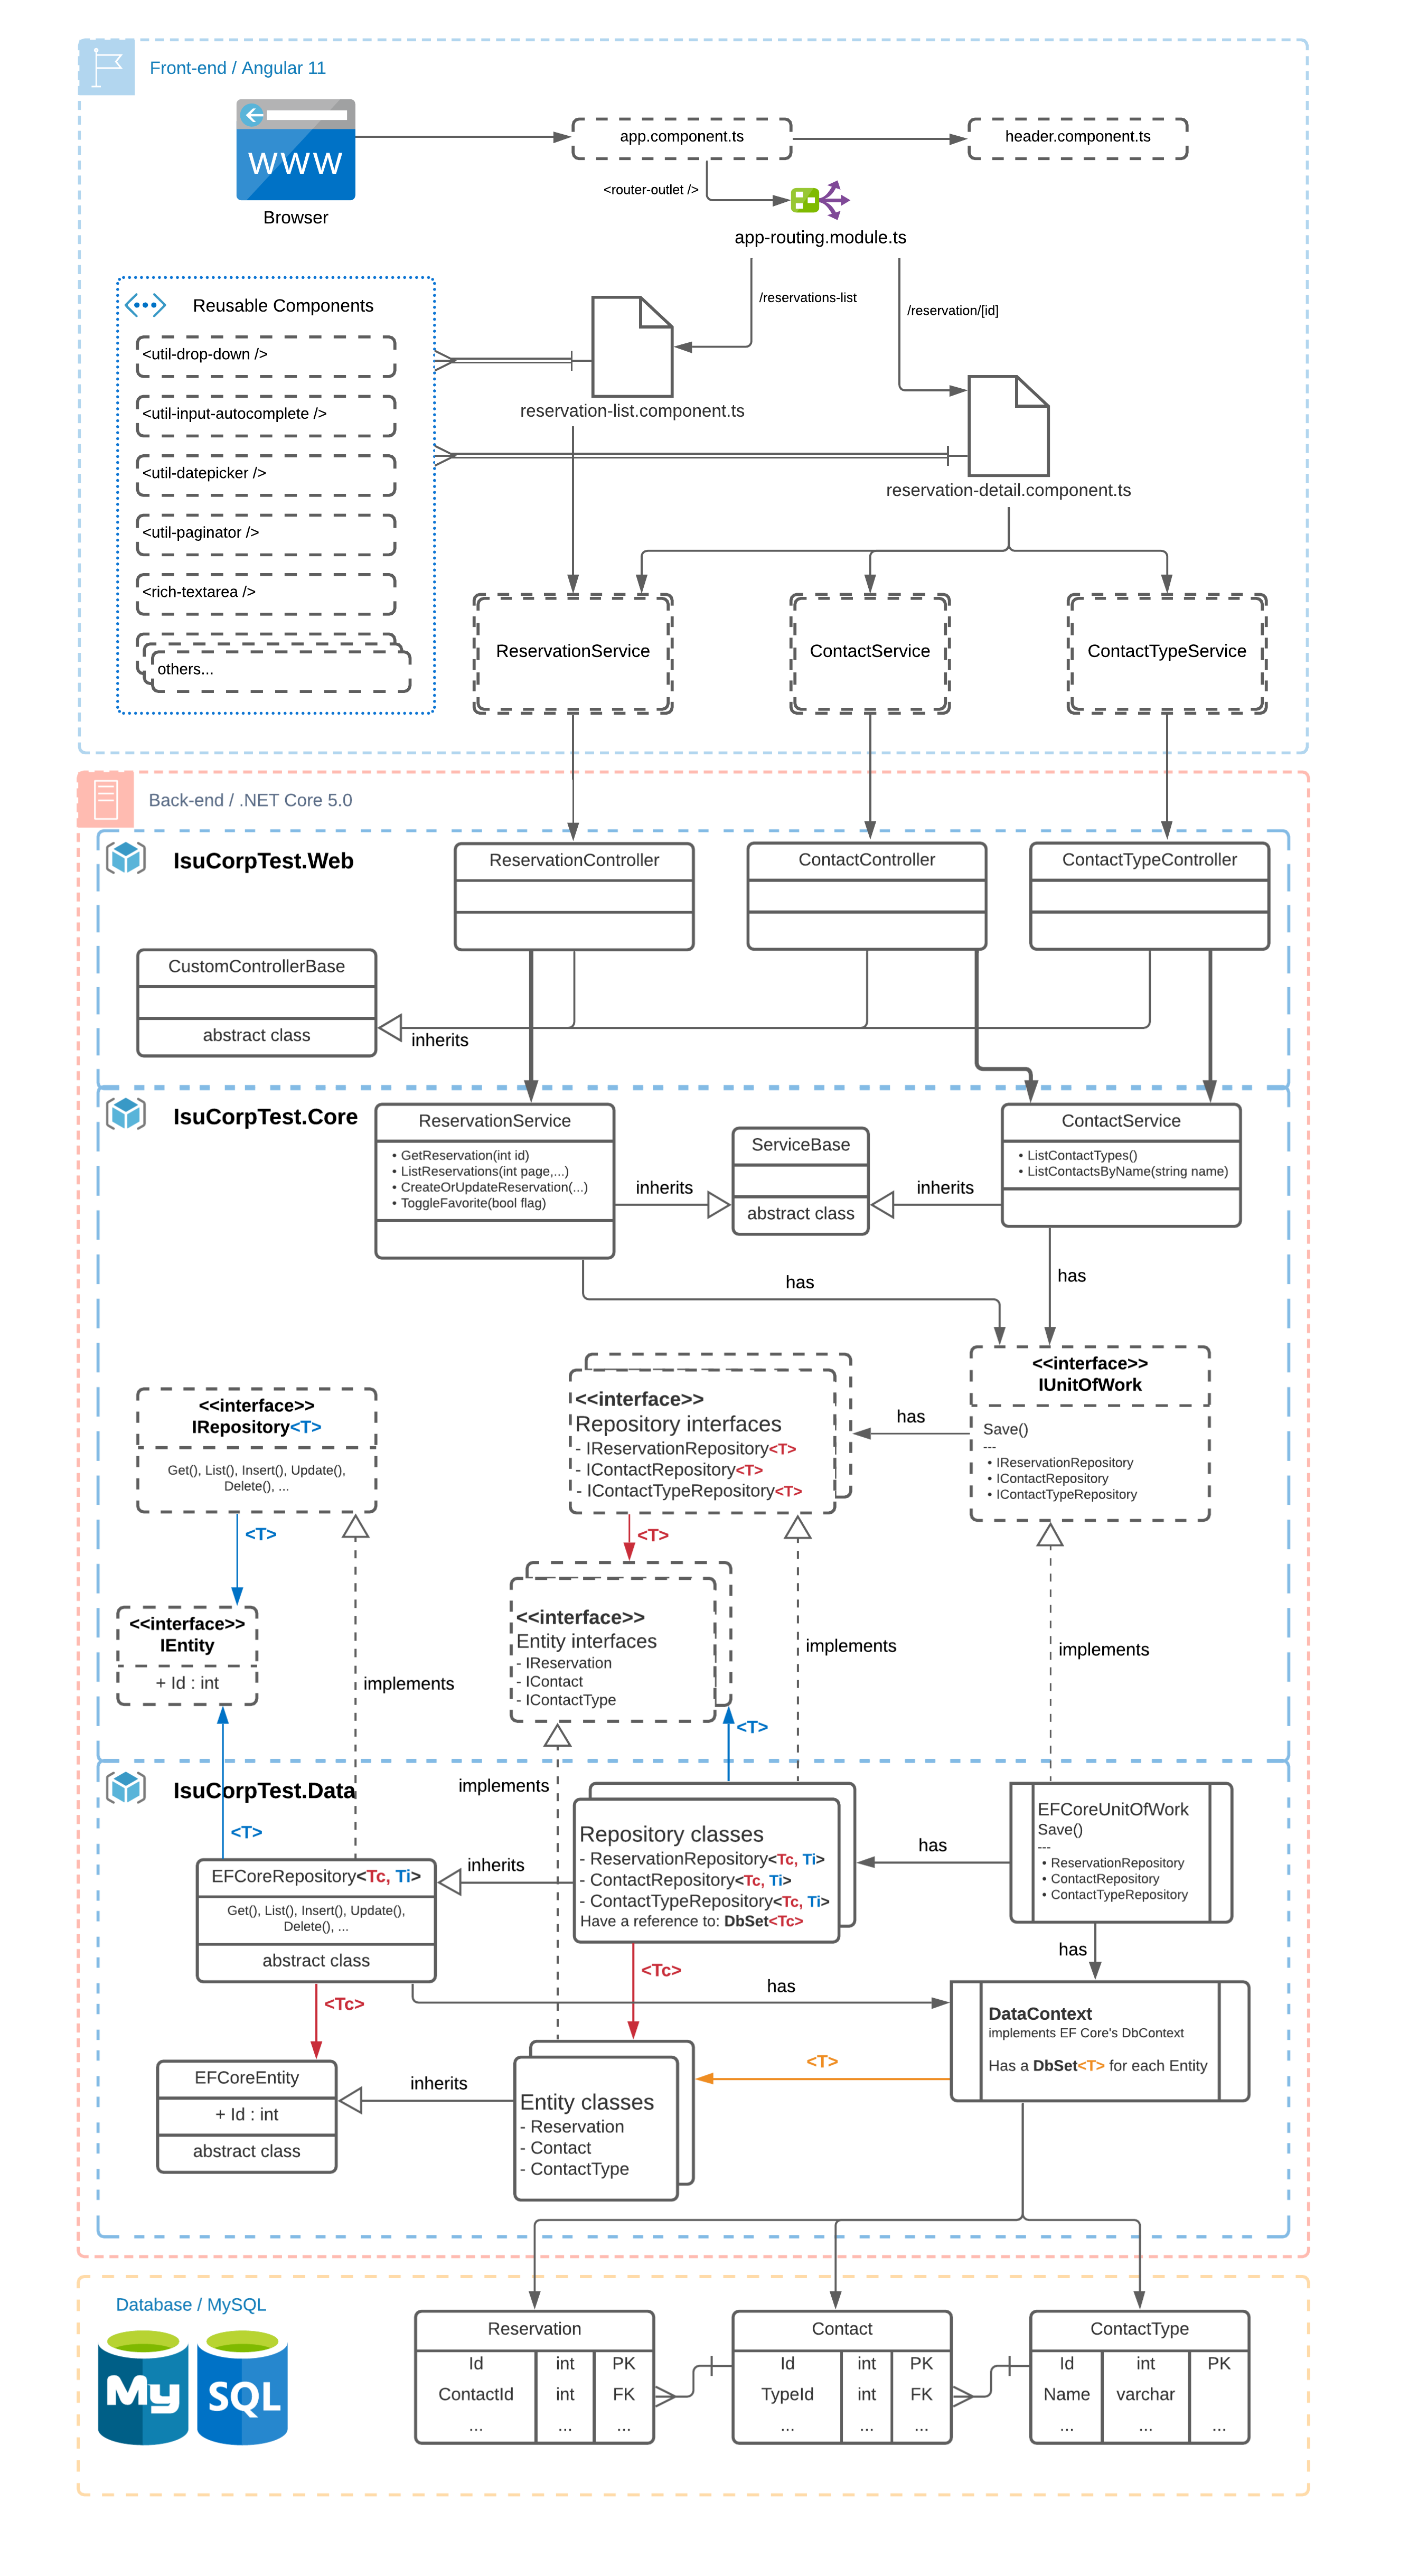 Front-end / Angular 11
WWW
Browser
app.component.ts
header.component.ts
<router-outlet />
app-routing.module.ts
/reservations-list
/reservation/[id]
Reusable Components
<util-drop-down />
<util-input-autocomplete />
<util-datepicker />
<util-paginator />
<rich-textarea />
others...
reservation-list.component.ts
reservation-detail.component.ts
ReservationService
ContactService
ContactTypeService
Back-end / .NET Core 5.0
IsuCorpTest.Web
ReservationController
ContactController
ContactTypeController
CustomControllerBase
abstract class
inherits
IsuCorpTest.Core
ReservationService
• GetReservation(int id)
• ListReservations(int page,...)
• CreateOrUpdateReservation(...)
• ToggleFavorite(bool flag)
inherits
ServiceBase
abstract class
inherits
ContactService
• ListContactTypes()
• ListContactsByName(string name)
has
has
<<interface>>
IRepository<T>
Get(), List(), Insert(), Update(),
Delete(), ...
<<interface>>
Repository interfaces
- IReservationRepository<T>
- IContactRepository<T>
- IContactTypeRepository<T>
has
<<interface>>
IUnitOfWork
Save()
---
• IReservationRepository
• IContactRepository
• IContactTypeRepository
<T>
<T>
<<interface>>
IEntity
+ Id : int
implements
<<interface>>
Entity interfaces
- IReservation
- IContact
- IContactType
implements
implements
<T>
IsuCorpTest.Data
implements
<T>
EFCoreRepository<Tc, Ti>
Get(), List(), Insert(), Update(),
Delete(), ...
abstract class
inherits
Repository classes
- ReservationRepository<Tc, Ti>
- ContactRepository<Tc, Ti>
- ContactTypeRepository<Tc, Ti>
Have a reference to: DbSet<Tc>
has
EFCoreUnitOfWork
Save()
---
• ReservationRepository
• ContactRepository
• ContactTypeRepository
has
<Tc>
<Tc>
has
DataContext
implements EF Core's DbContext
Has a DbSet<T> for each Entity
<T>
EFCoreEntity
+ Id : int
abstract class
inherits
Entity classes
- Reservation
- Contact
- ContactType
Database / MySQL
My
SQL
Reservation
Id int PK
ContactId int FK
... ... ...
Contact
Id int PK
TypeId int FK
... ... ...
ContactType
Id int PK
Name varchar
... ... ...